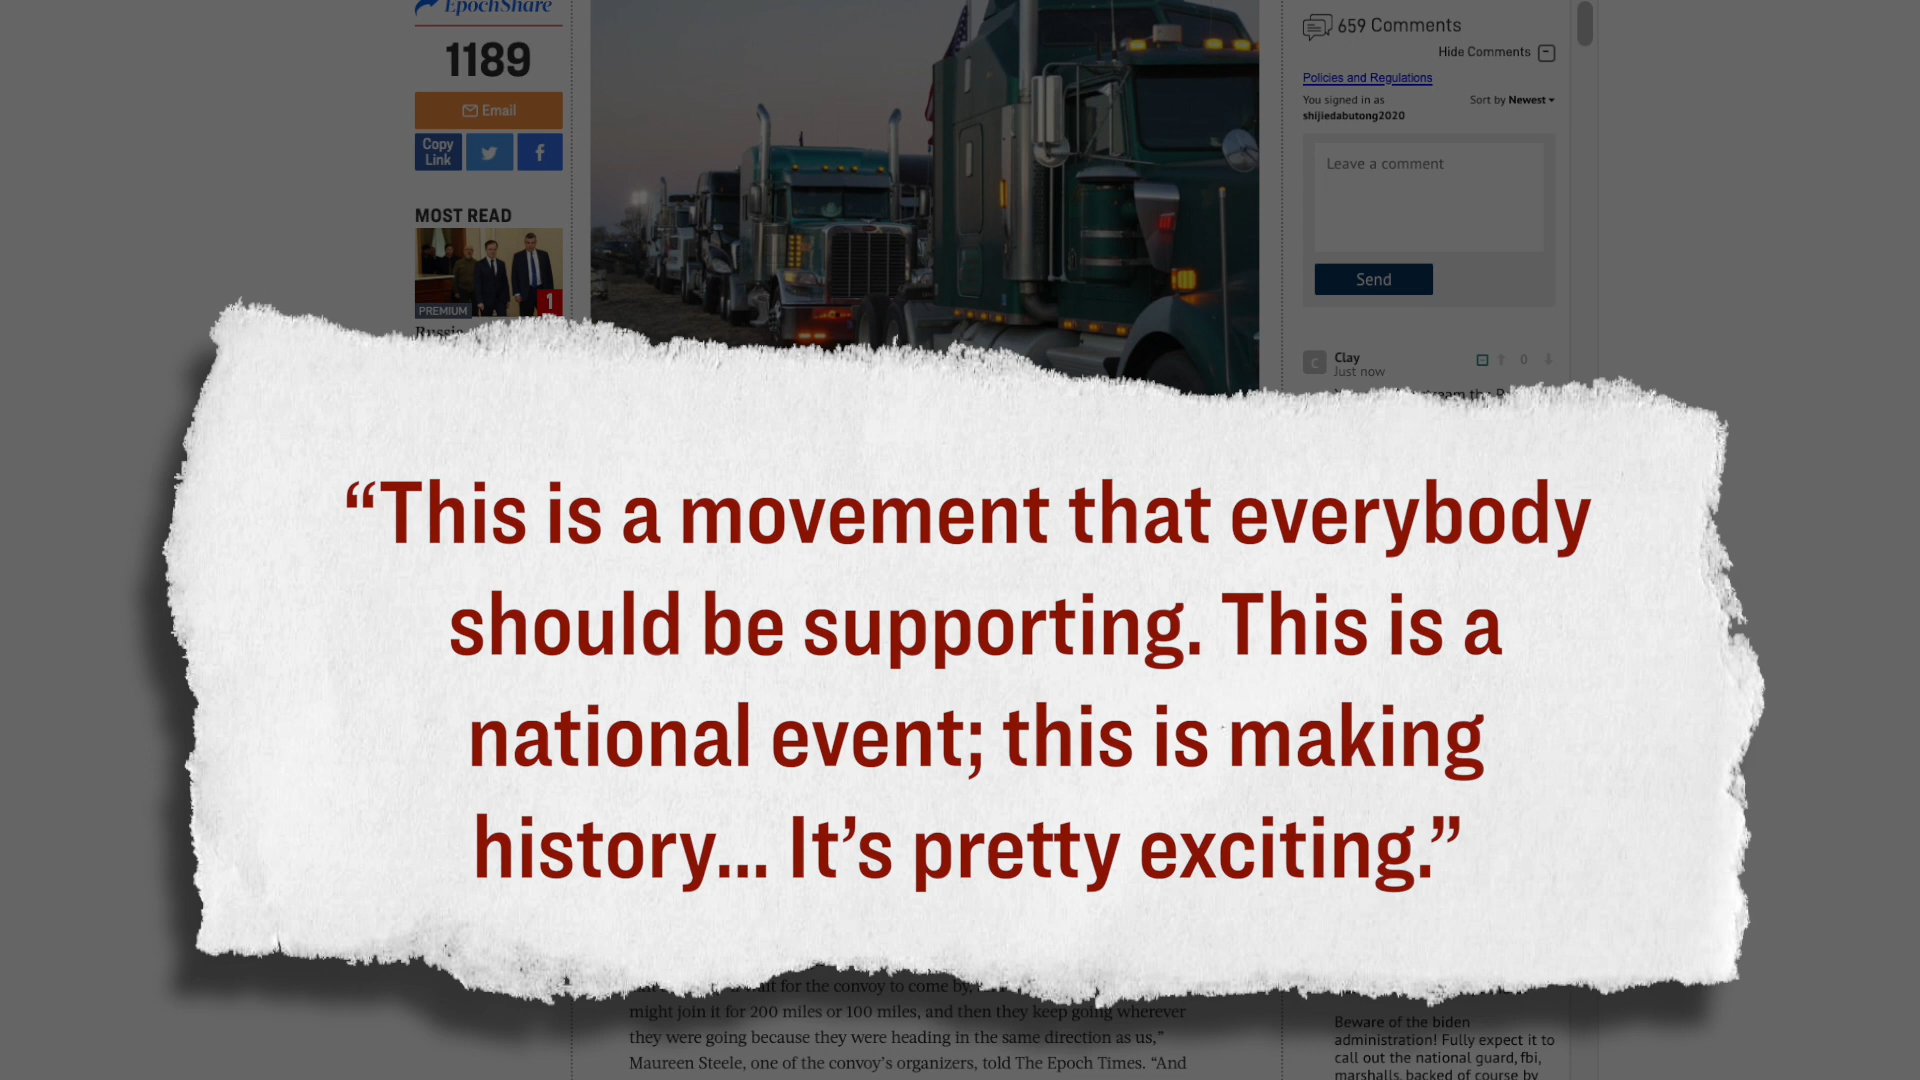 EpochShare
1189
Email
Copy
Link
MOST READ
PREMIUM
1
Russia
659 Comments
Hide Comments
Policies and Regulations
You signed in as
Sort by Newest
shijiedabutong2020
Leave a comment
Send
C
Clay
0
Just now
“This is a movement that everybody
should be supporting. This is a
national event; this is making
history... It’s pretty exciting.”
for the convoy to come by,
might join it for 200 miles or 100 miles, and then they keep going wherever
they were going because they were heading in the same direction as us,”
Maureen Steele, one of the convoy’s organizers, told The Epoch Times. “And
Beware of the biden
administration! Fully expect it to
call out the national guard, fbi,
marshalls, backed of course by